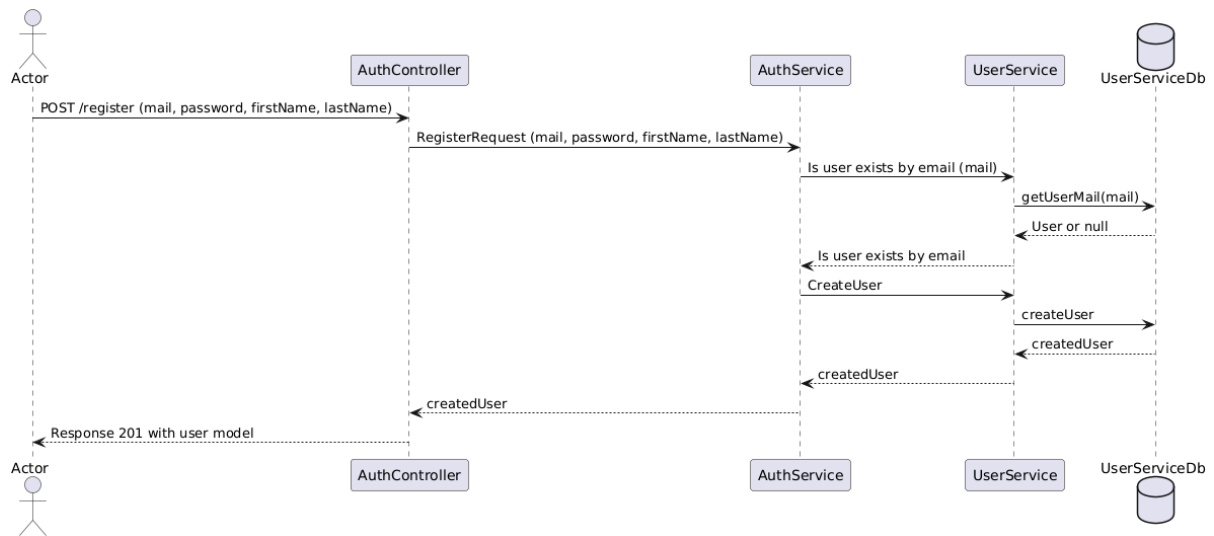 Actor
AuthController
AuthService
UserService
UserServiceDb
POST /register (mail, password, firstName, lastName)
RegisterRequest (mail, password, firstName, lastName)
Is user exists by email (mail)
getUserMail(mail)
User or null
Is user exists by email
CreateUser
createUser
createdUser
createdUser
createdUser
Response 201 with user model
Actor
AuthController
AuthService
UserService
UserServiceDb